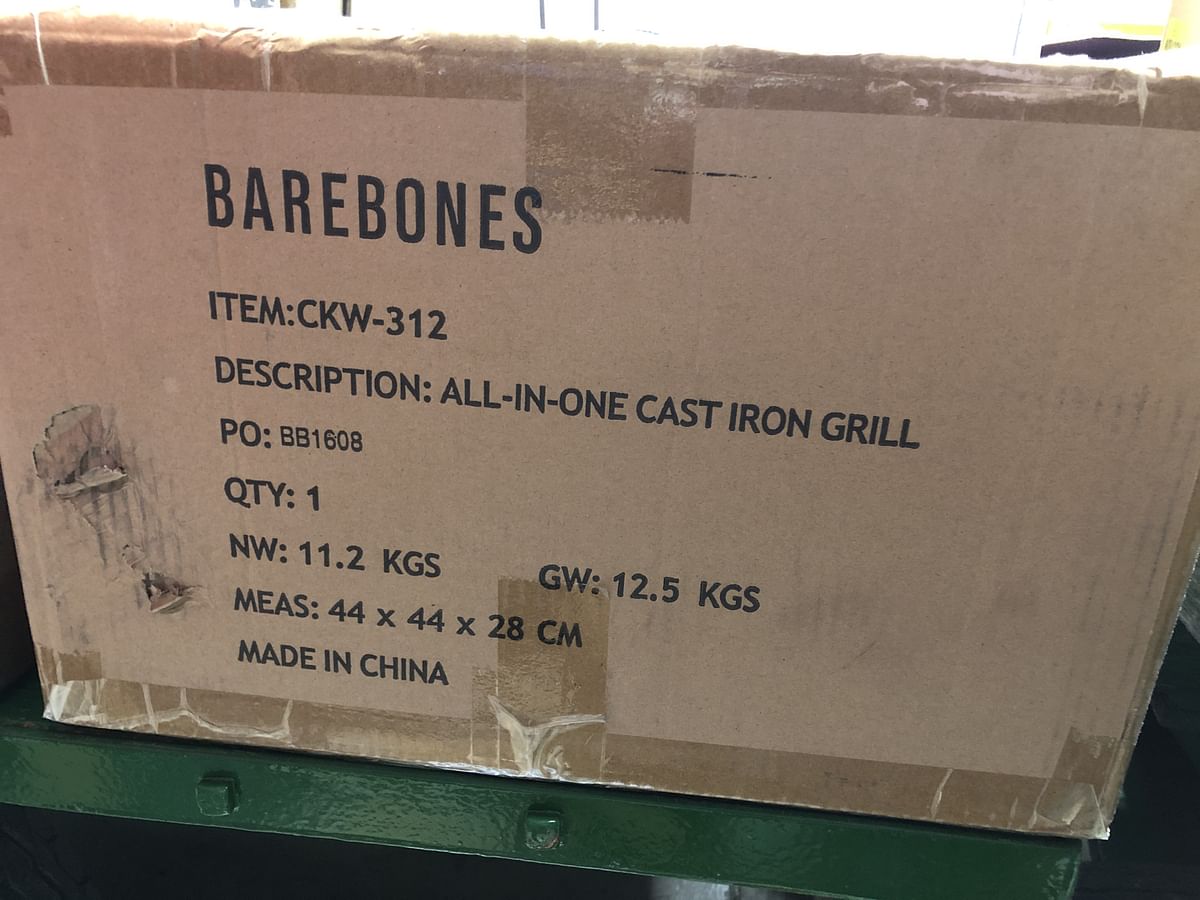 BAREBONES
ITEM:CKW-312
DESCRIPTION: ALL-IN-ONE CAST IRON GRILL
PO: BB1608
QTY: 1
NW: 11.2 KGS GW: 12.5 KGS
MEAS: 44 x 44 x 28 CM
MADE IN CHINA